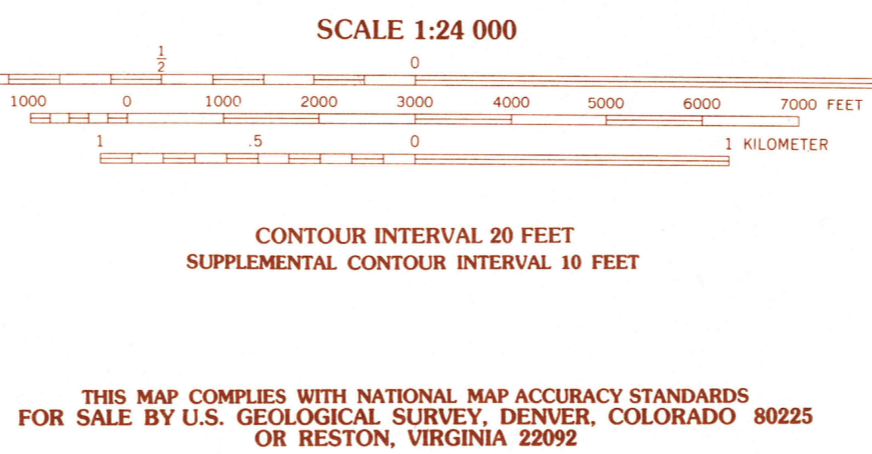 SCALE 1:24 000
1/2 0
1000 0 1000 2000 3000 4000 5000 6000 7000 FEET
1 .5 0 1 KILOMETER
CONTOUR INTERVAL 20 FEET
SUPPLEMENTAL CONTOUR INTERVAL 10 FEET
THIS MAP COMPLIES WITH NATIONAL MAP ACCURACY STANDARDS
FOR SALE BY U.S. GEOLOGICAL SURVEY, DENVER, COLORADO 80225
OR RESTON, VIRGINIA 22092